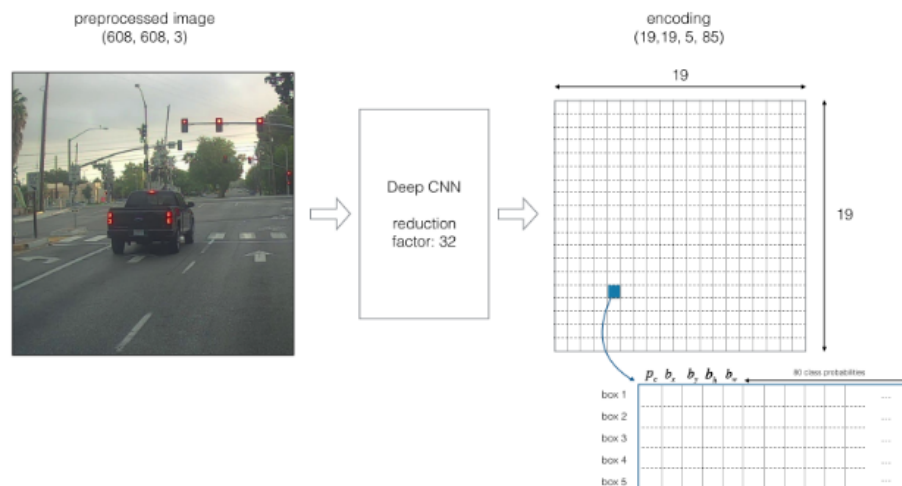 preprocessed image
(608, 608, 3)
encoding
(19,19, 5, 85)
19
Deep CNN
reduction
factor: 32
19
p_c b_x b_y b_h b_w
80 class probabilities
box 1 ....
box 2 ....
box 3 ....
box 4 ....
box 5 ....